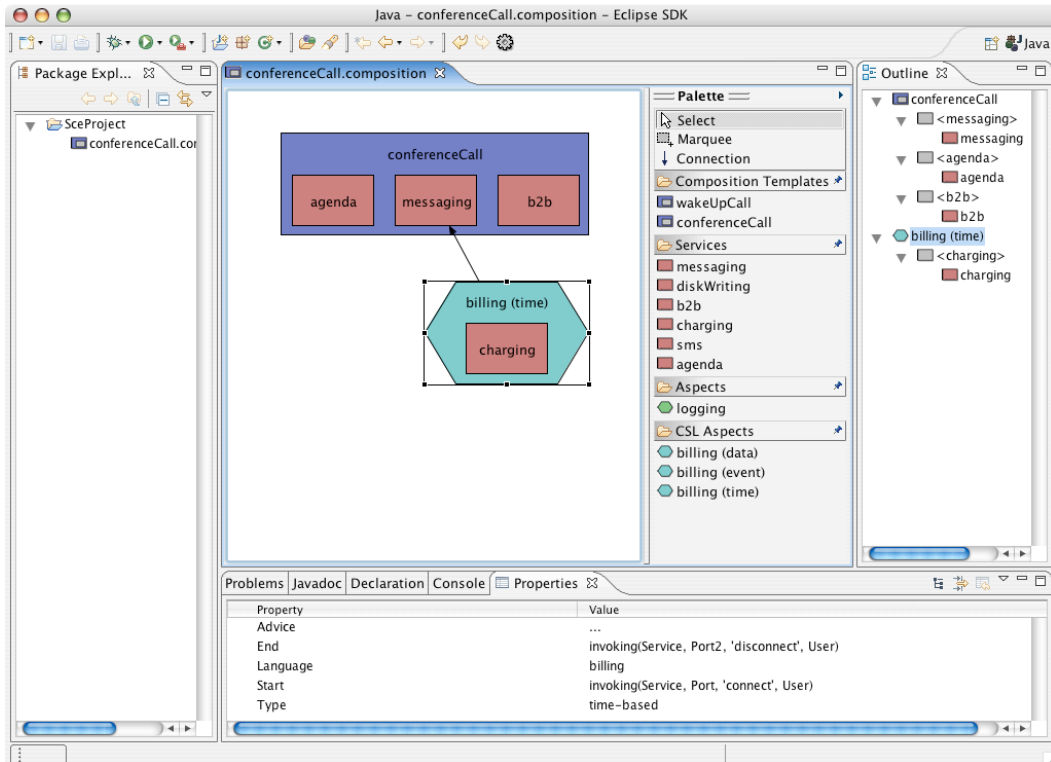 Java – conferenceCall.composition – Eclipse SDK
Java
Package Expl...
SceProject
conferenceCall.cor
conferenceCall.composition
conferenceCall
agenda
messaging
b2b
billing (time)
charging
Palette
Select
Marquee
Connection
Composition Templates
wakeUpCall
conferenceCall
Services
messaging
diskWriting
b2b
charging
sms
agenda
Aspects
logging
CSL Aspects
billing (data)
billing (event)
billing (time)
Outline
conferenceCall
<messaging>
messaging
<agenda>
agenda
<b2b>
b2b
billing (time)
<charging>
charging
Problems Javadoc Declaration Console Properties
Property Value
Advice ...
End invoking(Service, Port2, 'disconnect', User)
Language billing
Start invoking(Service, Port, 'connect', User)
Type time-based